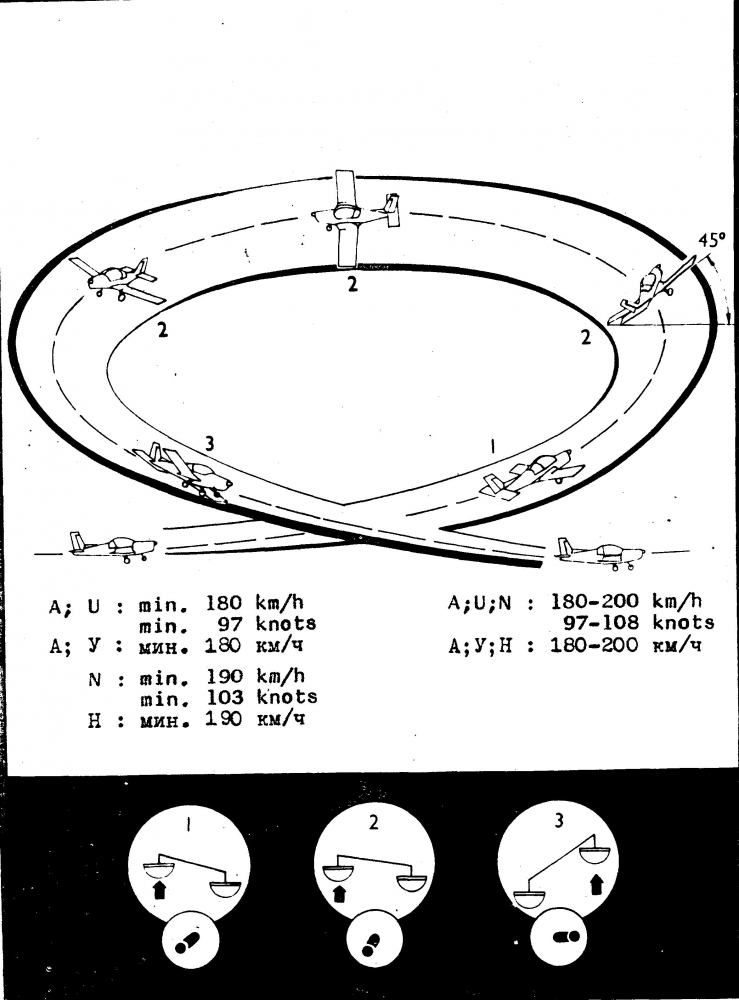 45°
2
2
2
3
1
A; U : min. 180 km/h
min. 97 knots
А; У : мин. 180 км/ч
N : min. 190 km/h
min. 103 knots
Н : мин. 190 км/ч
A;U;N : 180-200 km/h
97-108 knots
А;У;Н : 180-200 км/ч
1
2
3